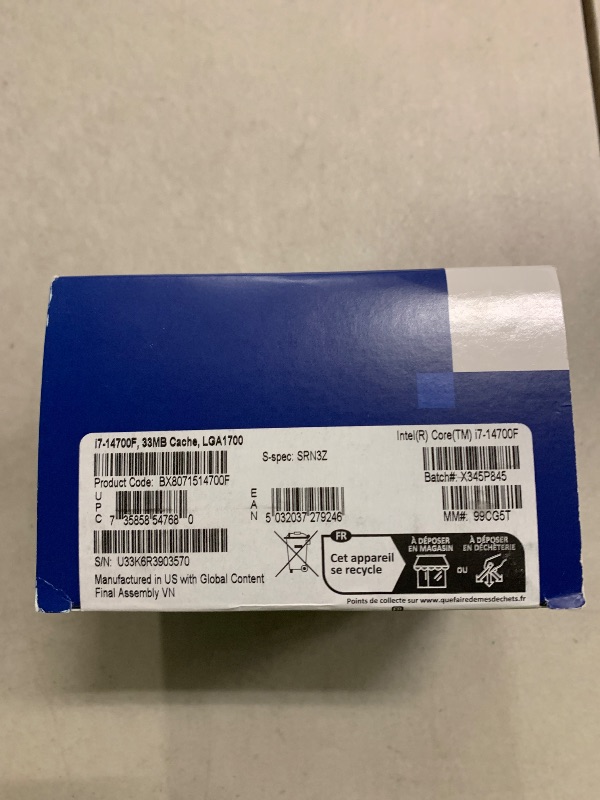 i7-14700F, 33MB Cache, LGA1700
Intel(R) Core(TM) i7-14700F
S-spec: SRN3Z
Product Code: BX8071514700F
Batch#: X345P845
UPC
7 35858 54768 0
EAN
5 032037 279246
MM#: 99CG5T
S/N: U33K6R3903570
Manufactured in US with Global Content
Final Assembly VN
FR
Cet appareil
se recycle
À DÉPOSER
EN MAGASIN
OU
À DÉPOSER
EN DÉCHÈTERIE
Points de collecte sur www.quefairedemesdechets.fr